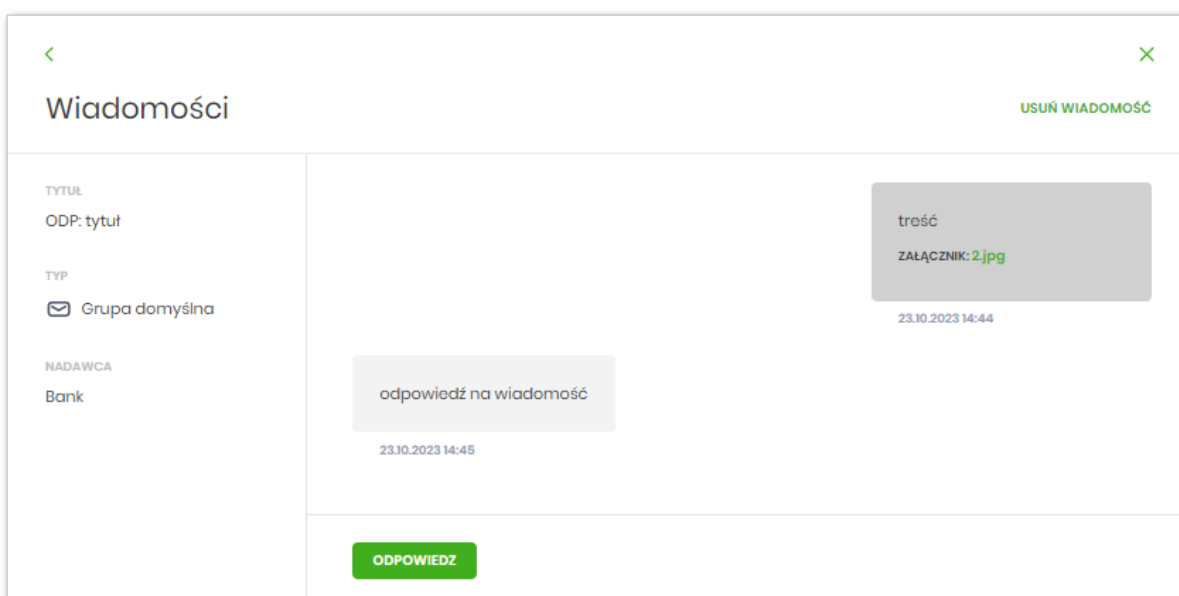 Wiadomości
USUŃ WIADOMOŚĆ
TYTUŁ
ODP: tytuł
TYP
Grupa domyślna
NADAWCA
Bank
treść
ZAŁĄCZNIK: 2.jpg
23.10.2023 14:44
odpowiedź na wiadomość
23.10.2023 14:45
ODPOWIEDZ